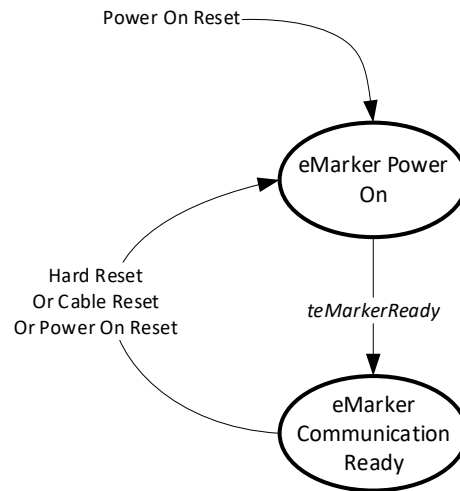 Power On Reset
eMarker Power
On
Hard Reset
Or Cable Reset
Or Power On Reset
teMarkerReady
eMarker
Communication
Ready